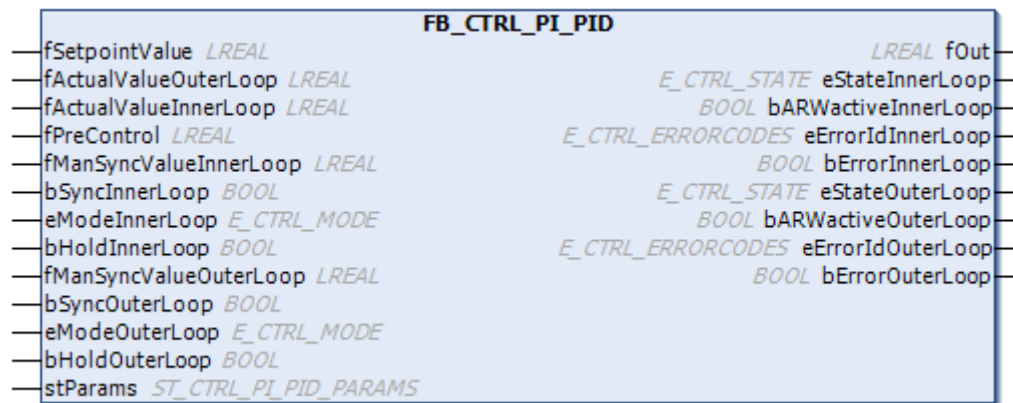 FB_CTRL_PI_PID
fSetpointValue LREAL LREAL fOut
fActualValueOuterLoop LREAL E_CTRL_STATE eStateInnerLoop
fActualValueInnerLoop LREAL BOOL bARWactiveInnerLoop
fPreControl LREAL E_CTRL_ERRORCODES eErrorIdInnerLoop
fManSyncValueInnerLoop LREAL BOOL bErrorInnerLoop
bSyncInnerLoop BOOL E_CTRL_STATE eStateOuterLoop
eModeInnerLoop E_CTRL_MODE BOOL bARWactiveOuterLoop
bHoldInnerLoop BOOL E_CTRL_ERRORCODES eErrorIdOuterLoop
fManSyncValueOuterLoop LREAL BOOL bErrorOuterLoop
bSyncOuterLoop BOOL
eModeOuterLoop E_CTRL_MODE
bHoldOuterLoop BOOL
stParams ST_CTRL_PI_PID_PARAMS